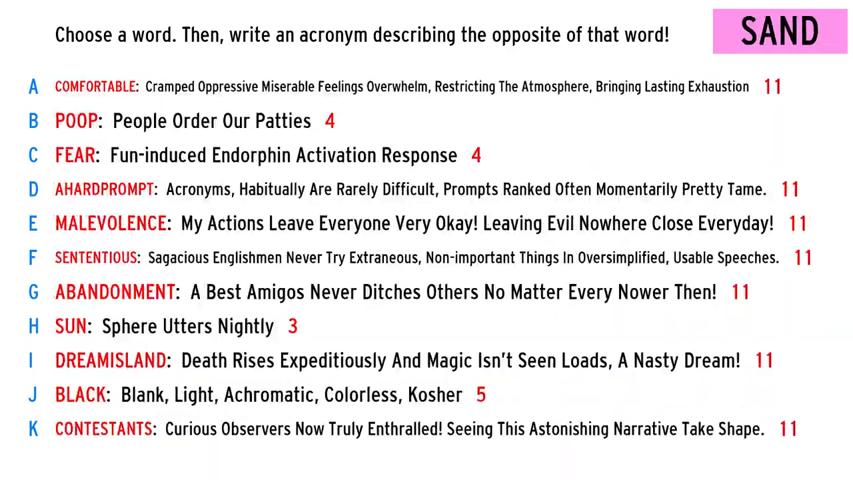 Choose a word. Then, write an acronym describing the opposite of that word!
SAND
A COMFORTABLE: Cramped Oppressive Miserable Feelings Overwhelm, Restricting The Atmosphere, Bringing Lasting Exhaustion 11
B POOP: People Order Our Patties 4
C FEAR: Fun-induced Endorphin Activation Response 4
D AHARDPROMPT: Acronyms, Habitually Are Rarely Difficult, Prompts Ranked Often Momentarily Pretty Tame. 11
E MALEVOLENCE: My Actions Leave Everyone Very Okay! Leaving Evil Nowhere Close Everyday! 11
F SENTENTIOUS: Sagacious Englishmen Never Try Extraneous, Non-important Things In Oversimplified, Usable Speeches. 11
G ABANDONMENT: A Best Amigos Never Ditches Others No Matter Every Nower Then! 11
H SUN: Sphere Utters Nightly 3
I DREAMISLAND: Death Rises Expeditiously And Magic Isn't Seen Loads, A Nasty Dream! 11
J BLACK: Blank, Light, Achromatic, Colorless, Kosher 5
K CONTESTANTS: Curious Observers Now Truly Enthralled! Seeing This Astonishing Narrative Take Shape. 11